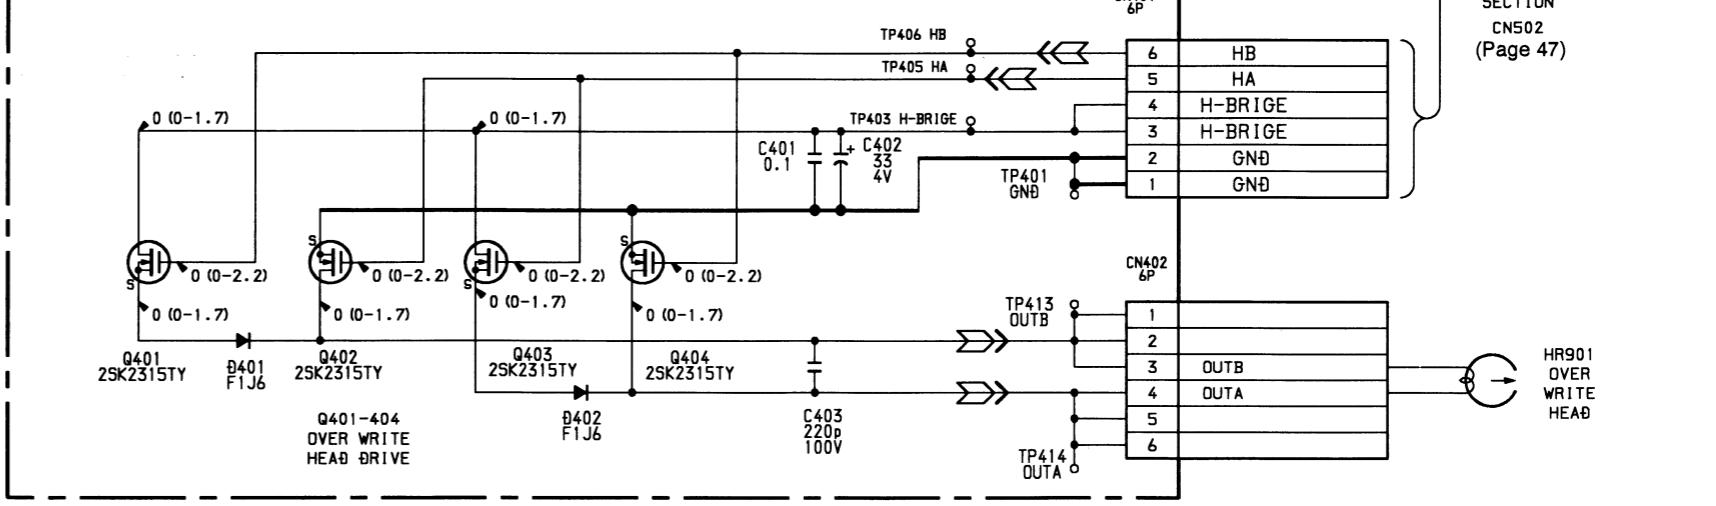 6P
SECTION
CN502
(Page 47)
TP406 HB
6 HB
TP405 HA
5 HA
4 H-BRIGE
0 (0-1.7)
0 (0-1.7)
TP403 H-BRIGE
3 H-BRIGE
C401
0.1
+ C402
33
4V
2 GND
TP401
GND
1 GND
S
S
S
S
0 (0-2.2)
0 (0-2.2)
0 (0-2.2)
0 (0-2.2)
0 (0-1.7)
0 (0-1.7)
0 (0-1.7)
0 (0-1.7)
CN402
6P
TP413
OUTB
1
2
3 OUTB
4 OUTA
5
6
Q401
2SK2315TY
D401
F1J6
Q402
2SK2315TY
Q403
2SK2315TY
Q404
2SK2315TY
HR901
OVER
WRITE
HEAD
Q401-404
OVER WRITE
HEAD DRIVE
D402
F1J6
C403
220p
100V
TP414
OUTA